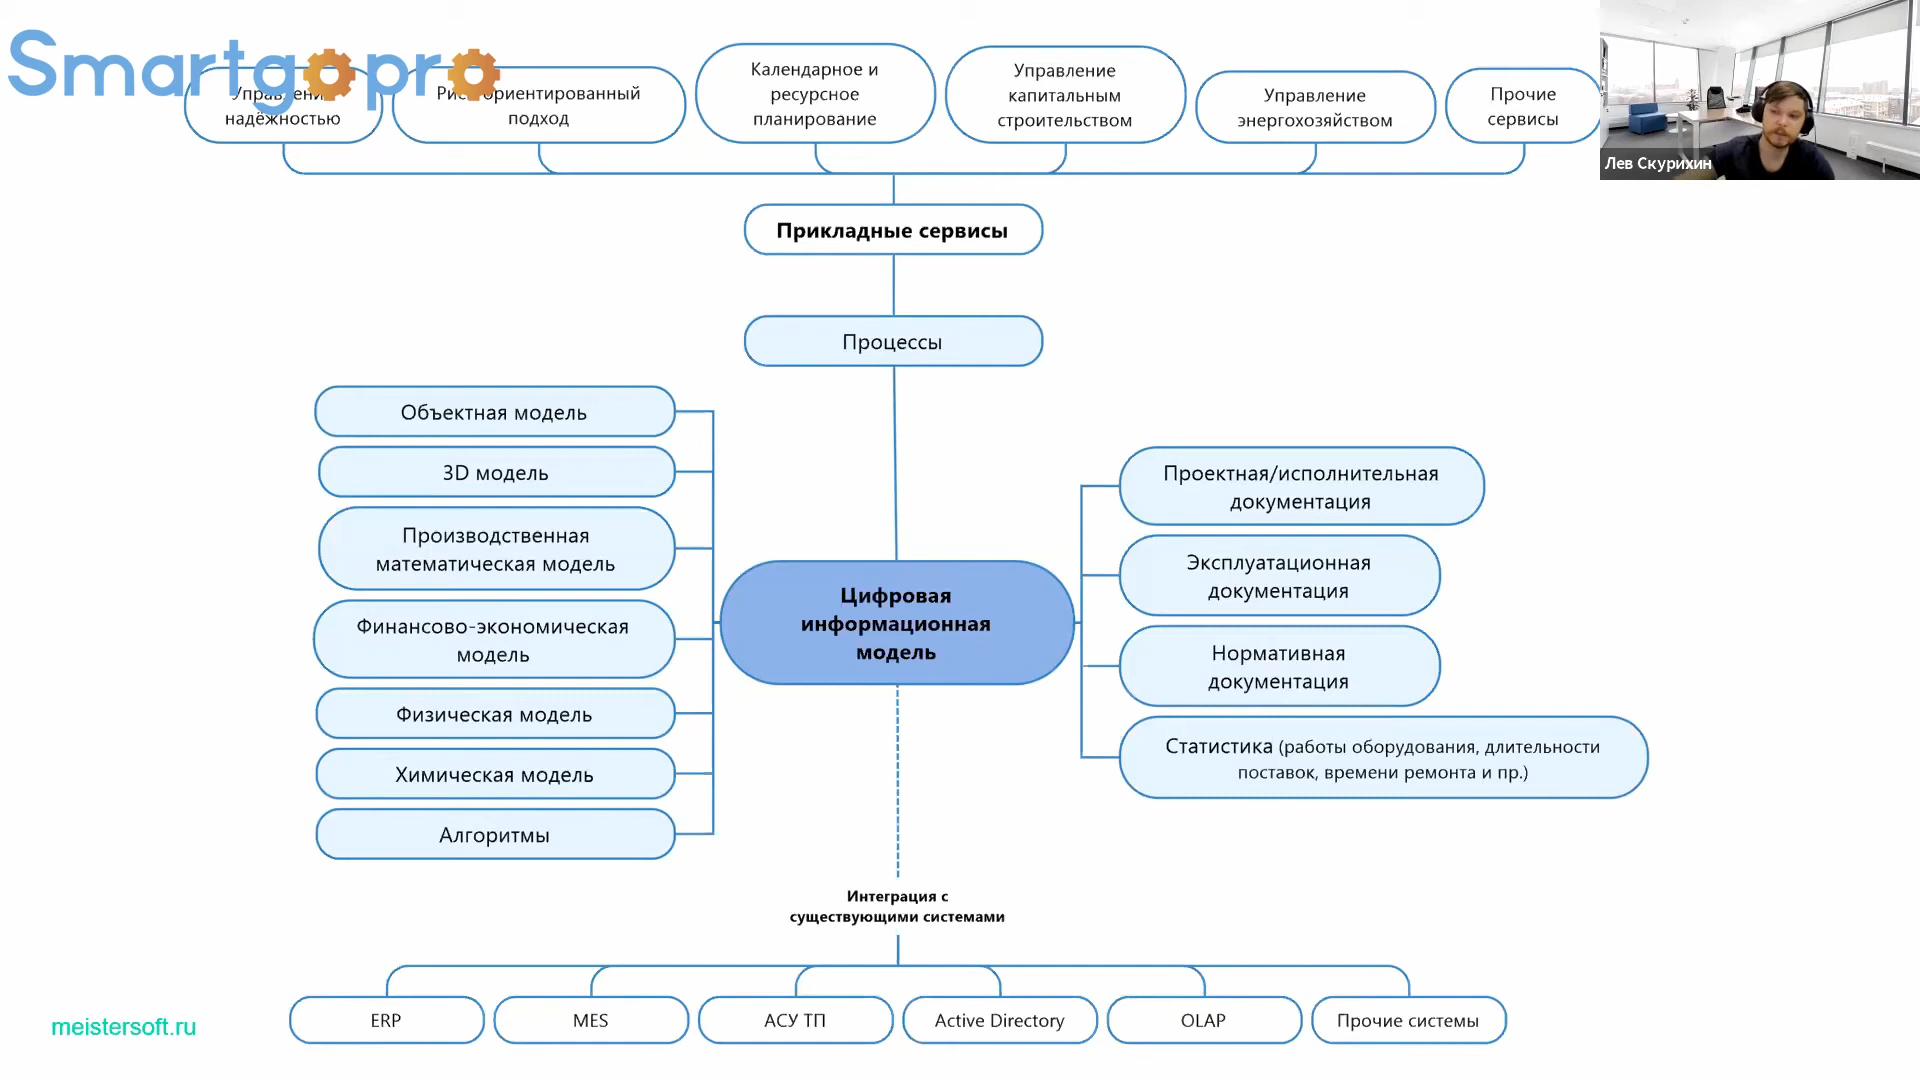 Smartgopro
надёжностью
ориентированный
подход
Календарное и
ресурсное
планирование
Управление
капитальным
строительством
Управление
энергохозяйством
Прочие
сервисы
Лев Скурихин
Прикладные сервисы
Процессы
Объектная модель
3D модель
Производственная
математическая модель
Финансово-экономическая
модель
Физическая модель
Химическая модель
Алгоритмы
Цифровая
информационная
модель
Проектная/исполнительная
документация
Эксплуатационная
документация
Нормативная
документация
Статистика (работы оборудования, длительности
поставок, времени ремонта и пр.)
Интеграция с
существующими системами
ERP
MES
АСУ ТП
Active Directory
OLAP
Прочие системы
meistersoft.ru